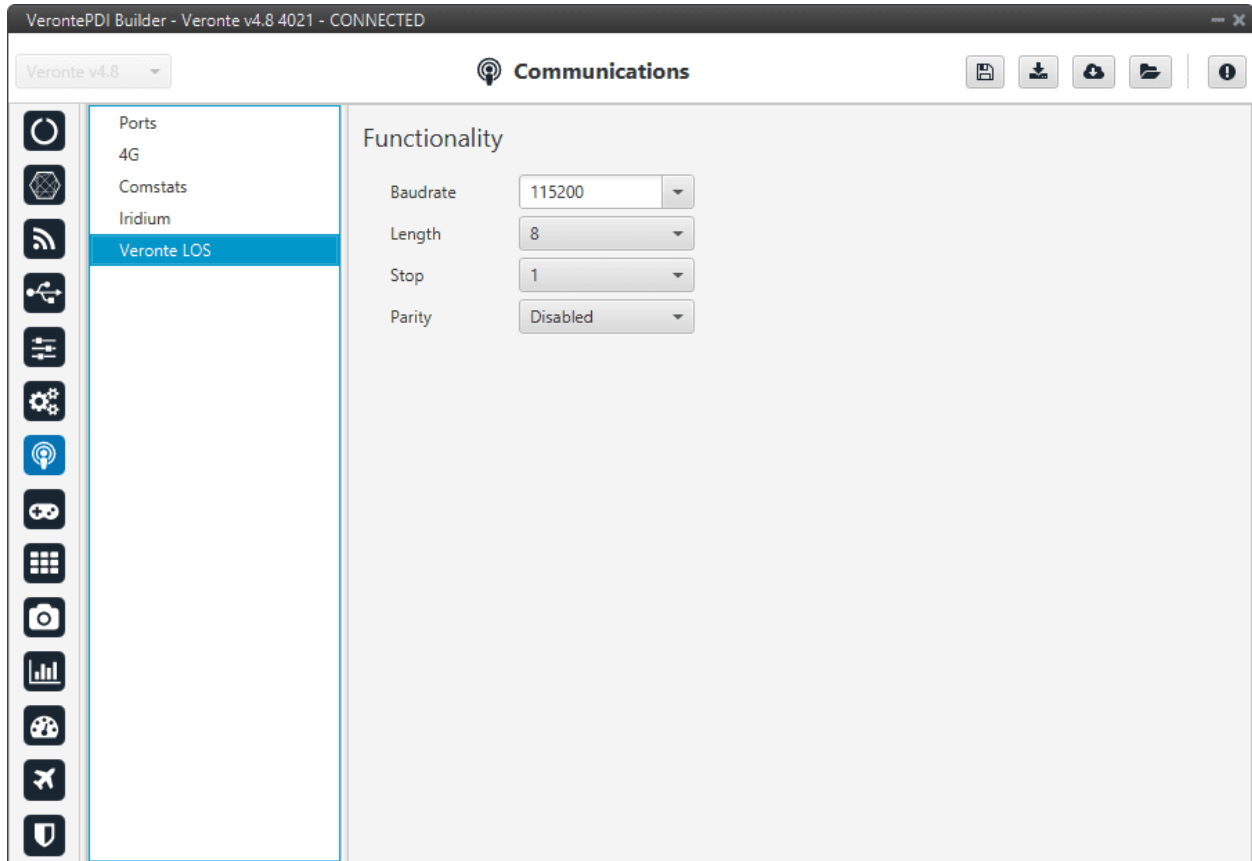 VerontePDI Builder - Veronte v4.8 4021 - CONNECTED
Veronte v4.8
Communications
Ports
4G
Comstats
Iridium
Veronte LOS
Functionality
Baudrate 115200
Length 8
Stop 1
Parity Disabled